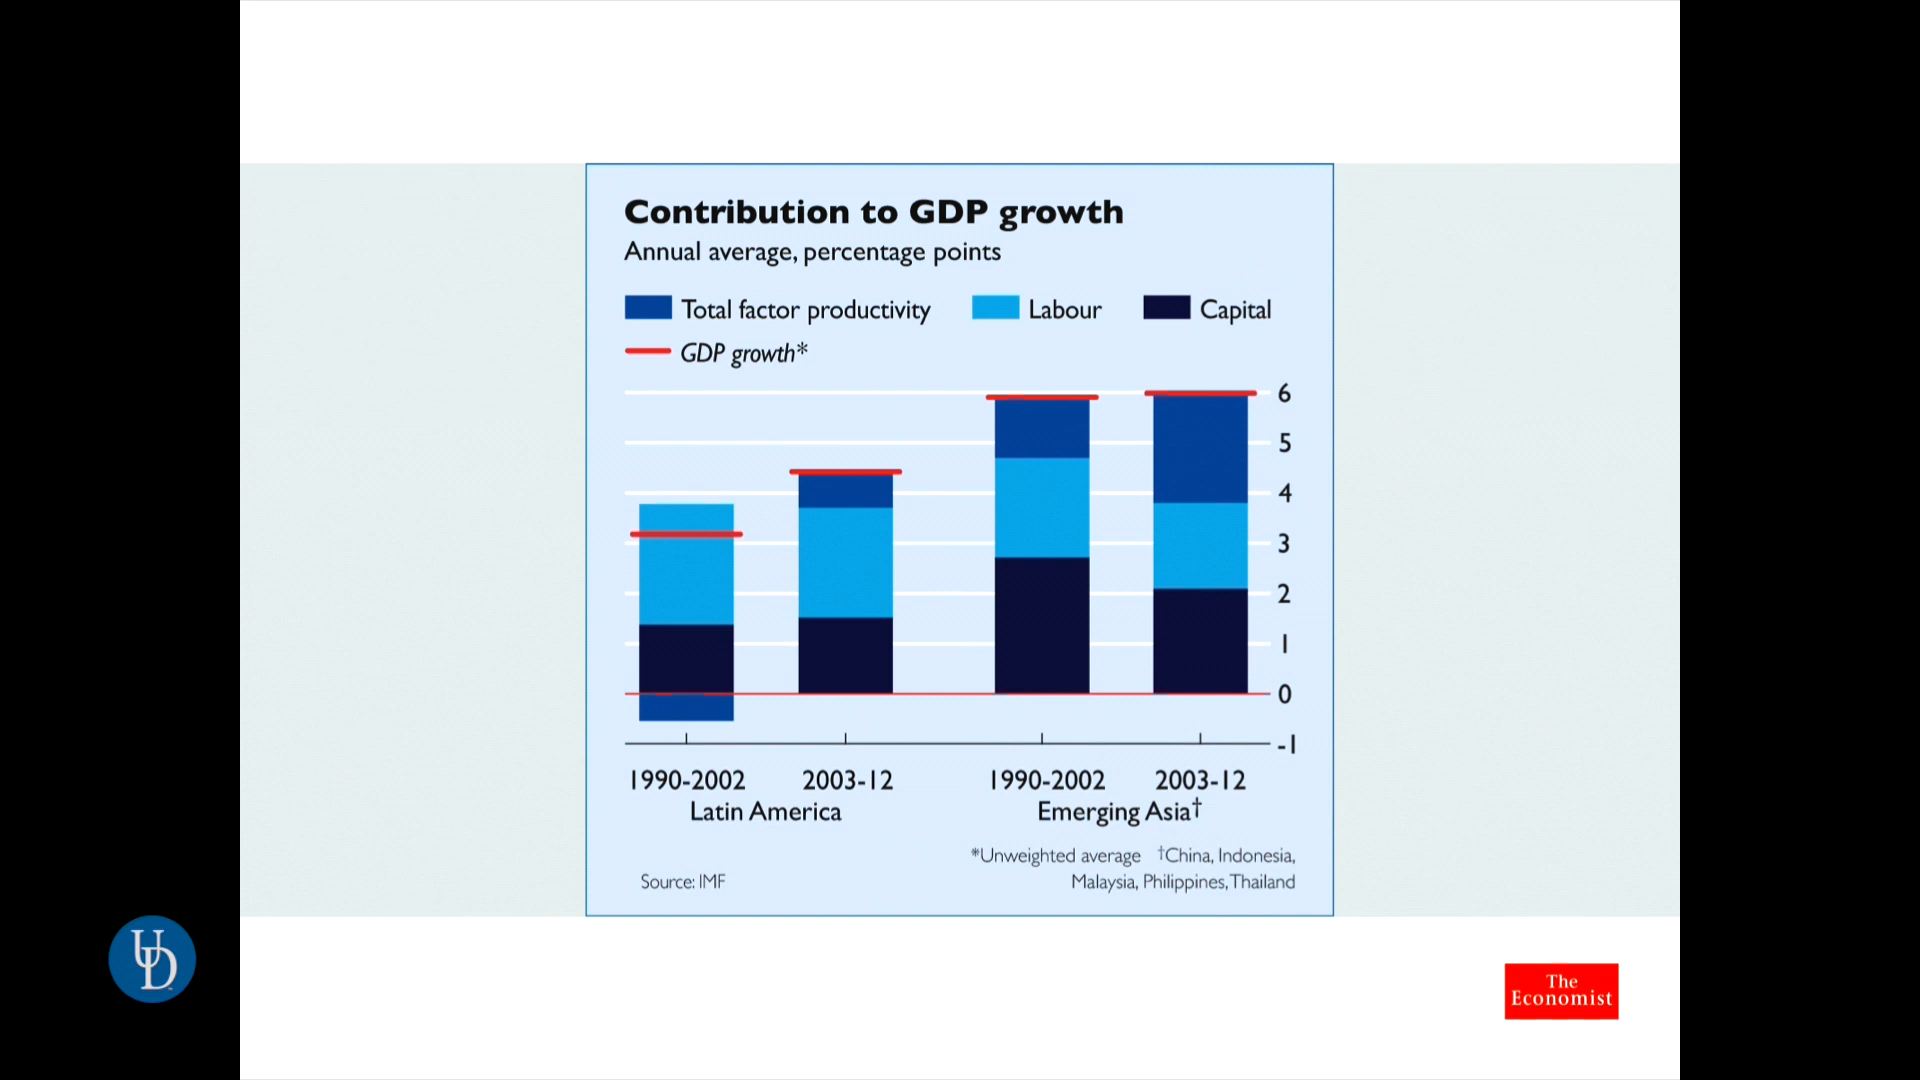 Contribution to GDP growth
Annual average, percentage points
Total factor productivity Labour Capital
GDP growth*
6
5
4
3
2
1
0
-1
1990-2002 2003-12 1990-2002 2003-12
Latin America Emerging Asia†
*Unweighted average †China, Indonesia,
Source: IMF Malaysia, Philippines, Thailand
UD
The
Economist